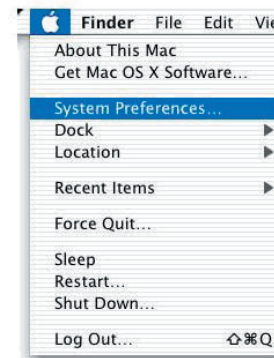 Finder File Edit
About This Mac
Get Mac OS X Software...
System Preferences...
Dock
Location
Recent Items
Force Quit...
Sleep
Restart...
Shut Down...
Log Out... ⇧⌘Q